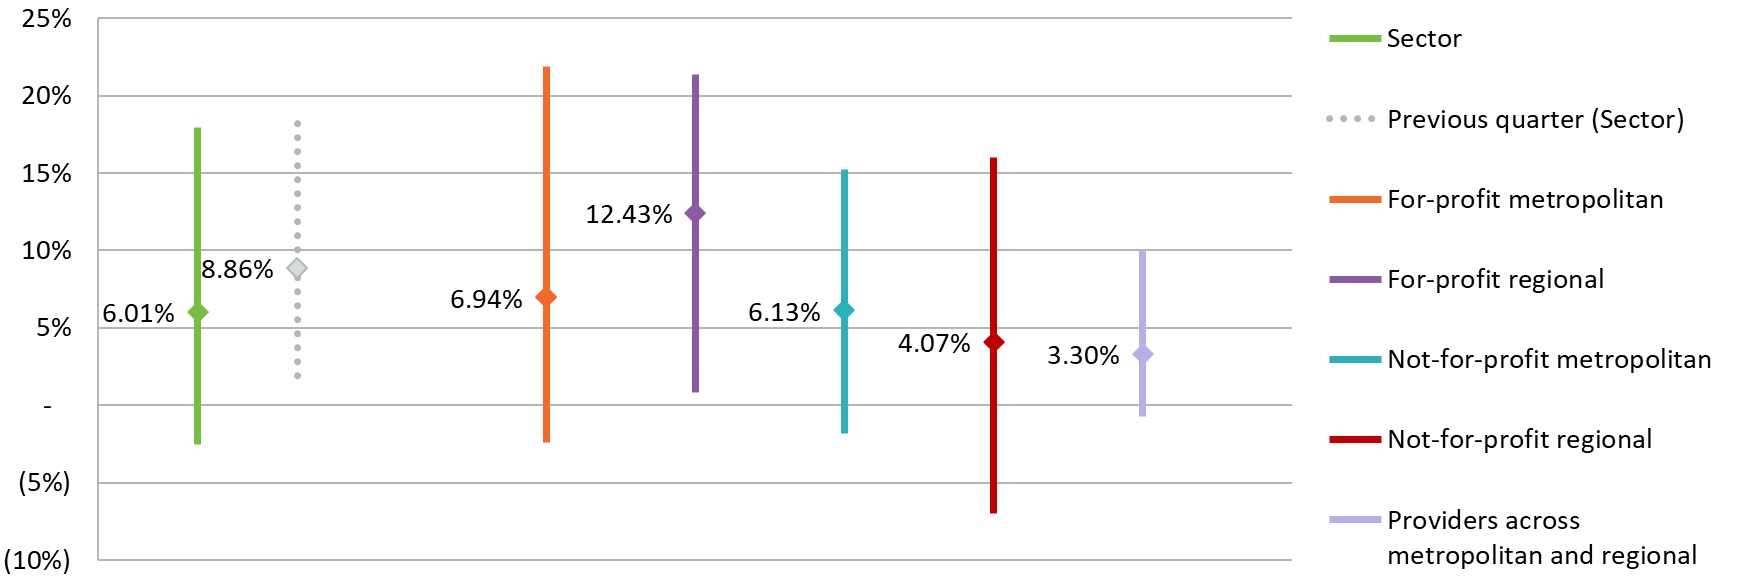 25%
20%
15%
10%
5%
-
(5%)
(10%)
6.01%
8.86%
6.94%
12.43%
6.13%
4.07%
3.30%
Sector
Previous quarter (Sector)
For-profit metropolitan
For-profit regional
Not-for-profit metropolitan
Not-for-profit regional
Providers across
metropolitan and regional